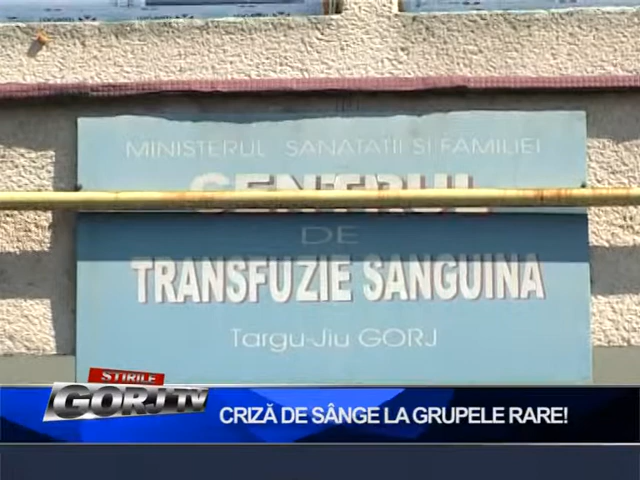 MINISTERUL SANATATII SI FAMILIEI
CENTRUL
DE
TRANSFUZIE SANGUINA
Targu-Jiu GORJ
STIRILE
GORJ TV
CRIZĂ DE SÂNGE LA GRUPELE RARE!